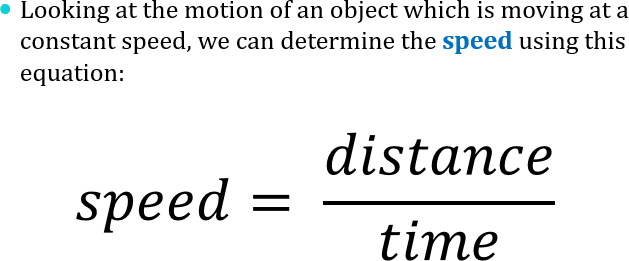 • Looking at the motion of an object which is moving at a
constant speed, we can determine the speed using this
equation:
speed = distance / time